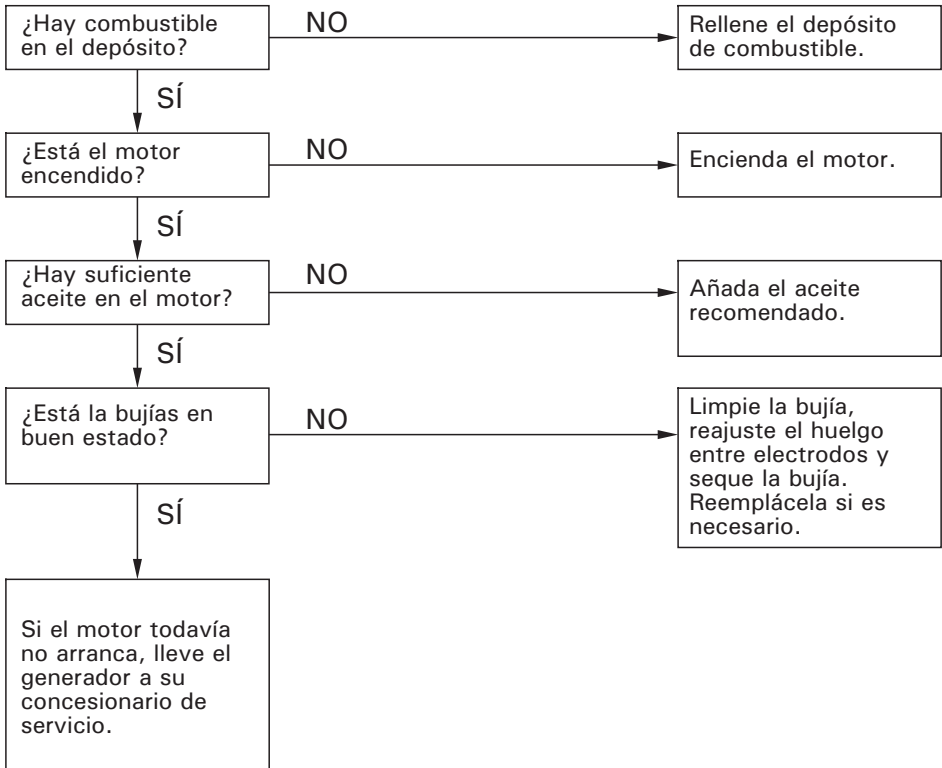 ¿Hay combustible
en el depósito?
NO
Rellene el depósito
de combustible.
SÍ
¿Está el motor
encendido?
NO
Encienda el motor.
SÍ
¿Hay suficiente
aceite en el motor?
NO
Añada el aceite
recomendado.
SÍ
¿Está la bujías en
buen estado?
NO
Limpie la bujía,
reajuste el huelgo
entre electrodos y
seque la bujía.
Reemplácela si es
necesario.
SÍ
Si el motor todavía
no arranca, lleve el
generador a su
concesionario de
servicio.